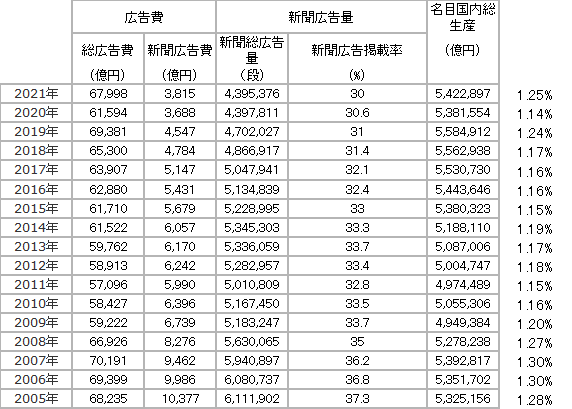 広告費 新聞広告量 名目国内総生産
総広告費 新聞広告費 新聞総広告量 新聞広告掲載率 (億円)
(億円) (億円) (段) (%)
2021年 67,998 3,815 4,395,376 30 5,422,897 1.25%
2020年 61,594 3,688 4,397,811 30.6 5,381,554 1.14%
2019年 69,381 4,547 4,702,027 31 5,584,912 1.24%
2018年 65,300 4,784 4,866,917 31.4 5,562,938 1.17%
2017年 63,907 5,147 5,047,941 32.1 5,530,730 1.16%
2016年 62,880 5,431 5,134,839 32.4 5,443,646 1.16%
2015年 61,710 5,679 5,228,995 33 5,380,323 1.15%
2014年 61,522 6,057 5,345,303 33.3 5,188,110 1.19%
2013年 59,762 6,170 5,336,059 33.7 5,087,006 1.17%
2012年 58,913 6,242 5,282,957 33.4 5,004,747 1.18%
2011年 57,096 5,990 5,010,809 32.8 4,974,489 1.15%
2010年 58,427 6,396 5,167,450 33.5 5,055,306 1.16%
2009年 59,222 6,739 5,183,247 33.7 4,949,384 1.20%
2008年 66,926 8,276 5,630,065 35 5,278,238 1.27%
2007年 70,191 9,462 5,940,897 36.2 5,392,817 1.30%
2006年 69,399 9,986 6,080,737 36.8 5,351,702 1.30%
2005年 68,235 10,377 6,111,902 37.3 5,325,156 1.28%